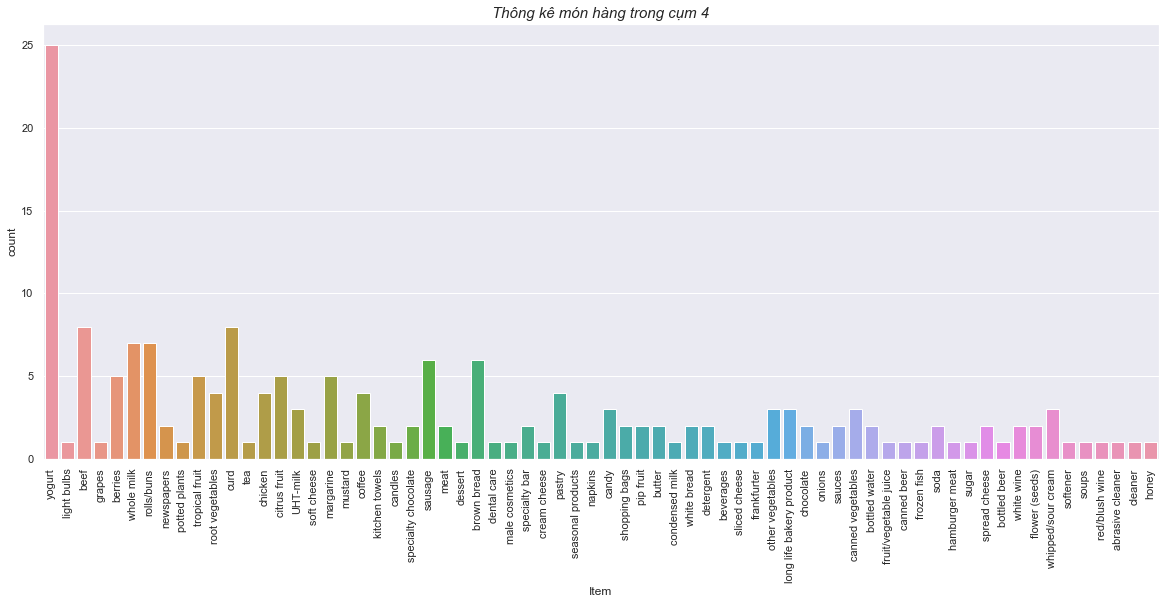 Thông kê món hàng trong cụm 4
count
25
20
15
10
5
0
yogurt
light bulbs
beef
grapes
berries
whole milk
rolls/buns
newspapers
potted plants
tropical fruit
root vegetables
curd
tea
chicken
citrus fruit
UHT-milk
soft cheese
margarine
mustard
coffee
kitchen towels
candles
specialty chocolate
sausage
meat
dessert
brown bread
dental care
male cosmetics
specialty bar
cream cheese
pastry
seasonal products
napkins
candy
shopping bags
pip fruit
butter
condensed milk
white bread
detergent
beverages
sliced cheese
frankfurter
other vegetables
long life bakery product
chocolate
onions
sauces
canned vegetables
bottled water
fruit/vegetable juice
canned beer
frozen fish
soda
hamburger meat
sugar
spread cheese
bottled beer
white wine
flower (seeds)
whipped/sour cream
softener
soups
red/blush wine
abrasive cleaner
cleaner
honey
Item